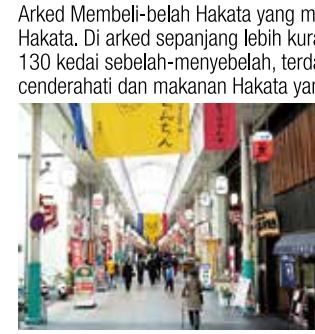 Arked Membeli-belah Hakata yang m
Hakata. Di arked sepanjang lebih kura
130 kedai sebelah-menyebelah, terda
cenderahati dan makanan Hakata yan